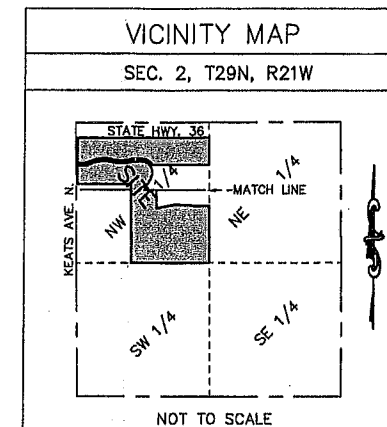 VICINITY MAP
SEC. 2, T29N, R21W
STATE HWY. 36
KEATS AVE. N.
SITE
1/4
1/4
MATCH LINE
NW
NE
SW 1/4
SE 1/4
NOT TO SCALE